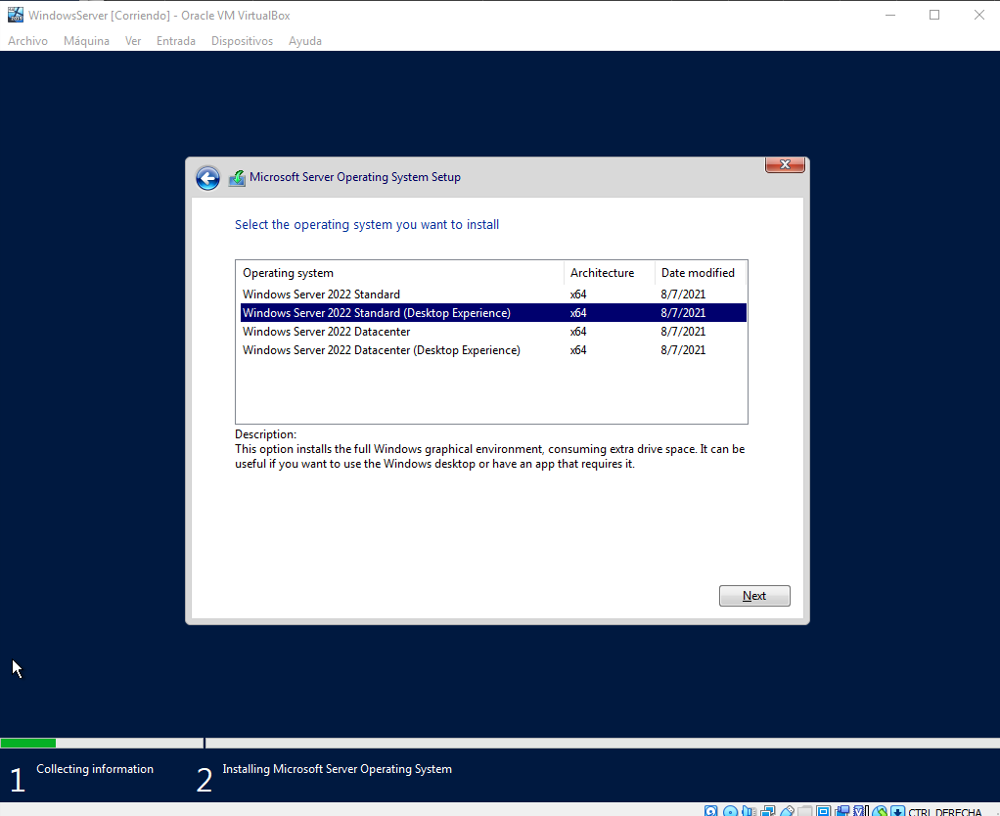 WindowsServer [Corriendo] - Oracle VM VirtualBox
Archivo Máquina Ver Entrada Dispositivos Ayuda
Microsoft Server Operating System Setup
Select the operating system you want to install
Operating system Architecture Date modified
Windows Server 2022 Standard x64 8/7/2021
Windows Server 2022 Standard (Desktop Experience) x64 8/7/2021
Windows Server 2022 Datacenter x64 8/7/2021
Windows Server 2022 Datacenter (Desktop Experience) x64 8/7/2021
Description:
This option installs the full Windows graphical environment, consuming extra drive space. It can be
useful if you want to use the Windows desktop or have an app that requires it.
Next
1 Collecting information 2 Installing Microsoft Server Operating System
CTRL DERECHA